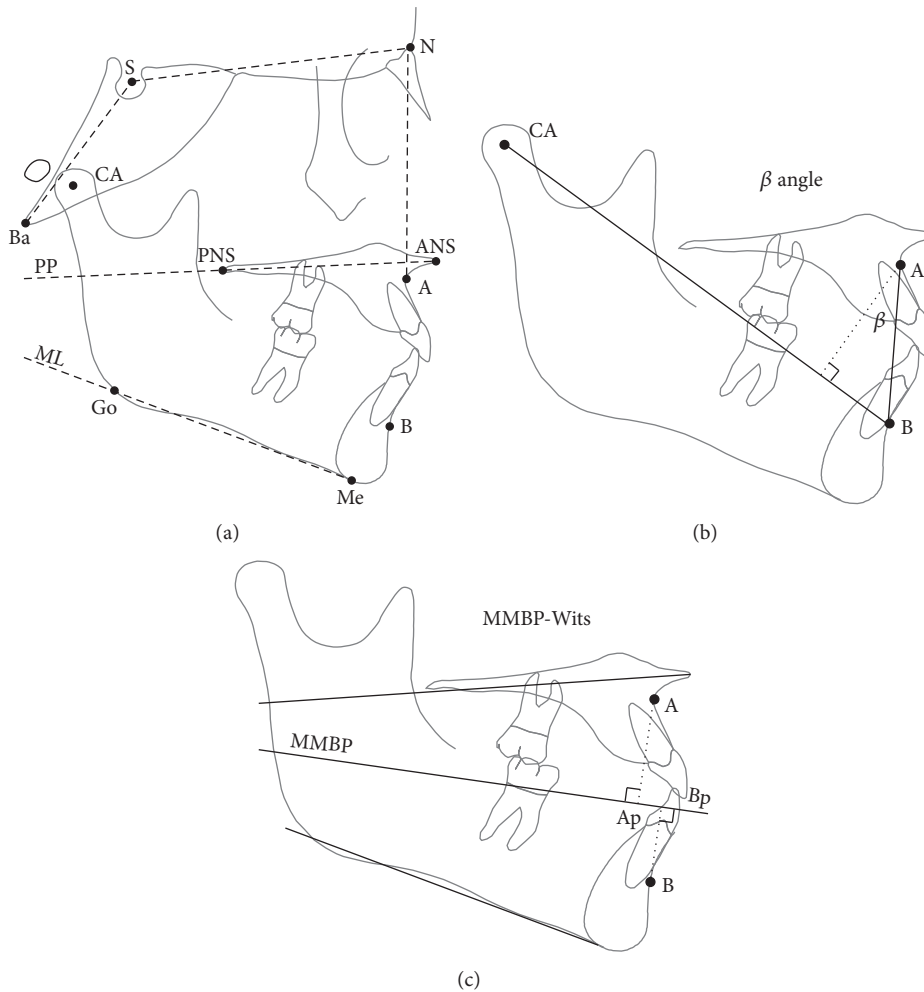 N
S
CA
Ba
PNS
ANS
PP
A
ML
Go
B
Me
(a)
CA
β angle
A
β
B
(b)
MMBP-Wits
A
MMBP
Bp
Ap
B
(c)